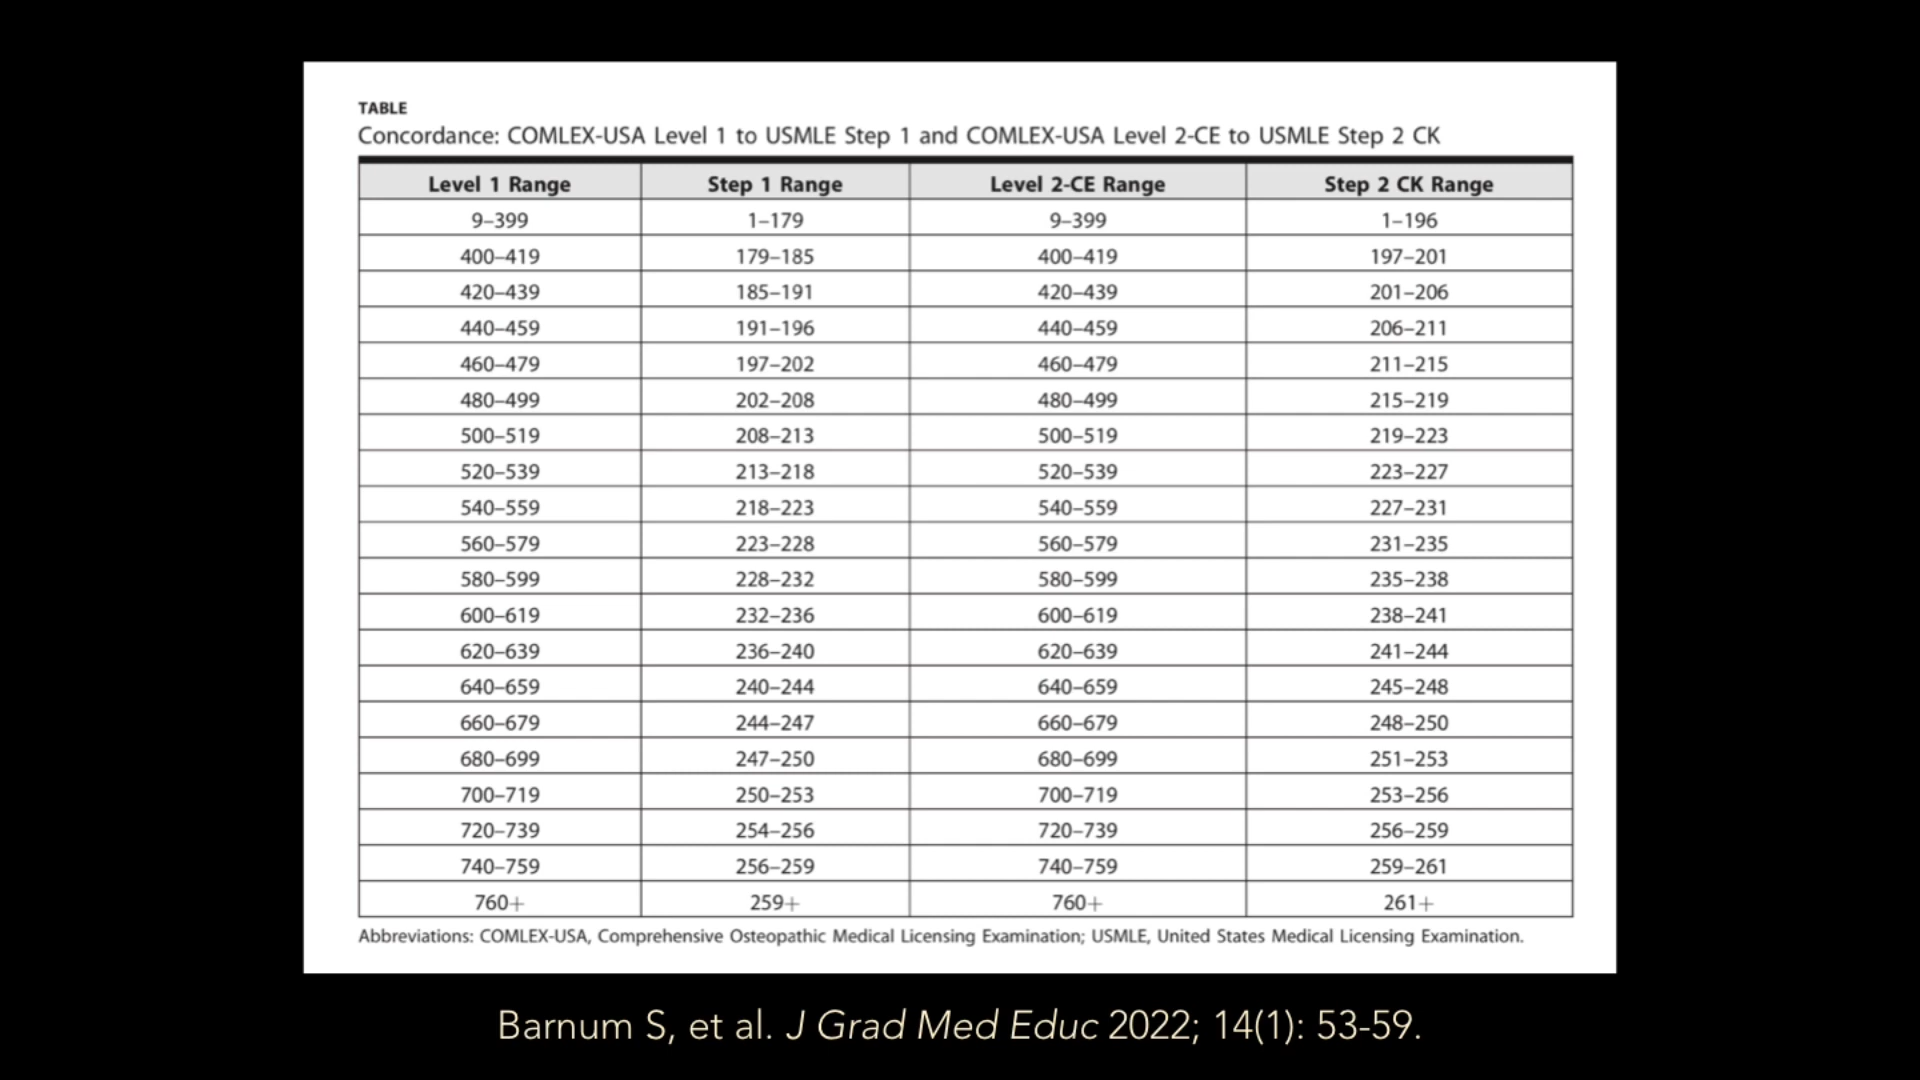 TABLE
Concordance: COMLEX-USA Level 1 to USMLE Step 1 and COMLEX-USA Level 2-CE to USMLE Step 2 CK
Level 1 Range Step 1 Range Level 2-CE Range Step 2 CK Range
9–399 1–179 9–399 1–196
400–419 179–185 400–419 197–201
420–439 185–191 420–439 201–206
440–459 191–196 440–459 206–211
460–479 197–202 460–479 211–215
480–499 202–208 480–499 215–219
500–519 208–213 500–519 219–223
520–539 213–218 520–539 223–227
540–559 218–223 540–559 227–231
560–579 223–228 560–579 231–235
580–599 228–232 580–599 235–238
600–619 232–236 600–619 238–241
620–639 236–240 620–639 241–244
640–659 240–244 640–659 245–248
660–679 244–247 660–679 248–250
680–699 247–250 680–699 251–253
700–719 250–253 700–719 253–256
720–739 254–256 720–739 256–259
740–759 256–259 740–759 259–261
760+ 259+ 760+ 261+
Abbreviations: COMLEX-USA, Comprehensive Osteopathic Medical Licensing Examination; USMLE, United States Medical Licensing Examination.
Barnum S, et al. J Grad Med Educ 2022; 14(1): 53-59.